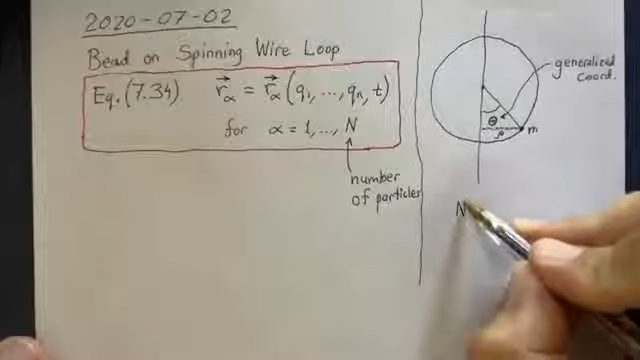 2020-07-02
Bead on Spinning Wire Loop
Eq. (7.34) r⃗α = r⃗α (q₁, ..., qₙ, t)
for α = 1, ..., N
number
of particles
generalized
coord.
θ
ρ
m
N